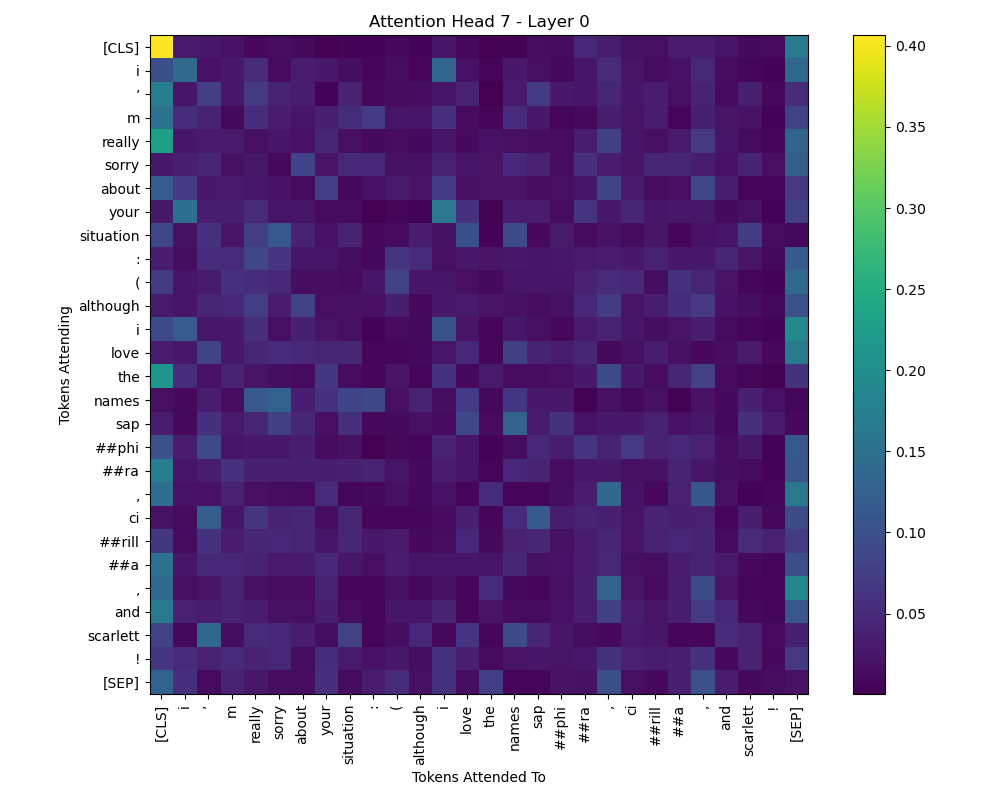 Attention Head 7 - Layer 0
Tokens Attending
[CLS]
i
’
m
really
sorry
about
your
situation
:
(
although
i
love
the
names
sap
##phi
##ra
,
ci
##rill
##a
,
and
scarlett
!
[SEP]
[CLS]
i
’
m
really
sorry
about
your
situation
:
(
although
i
love
the
names
sap
##phi
##ra
,
ci
##rill
##a
,
and
scarlett
!
[SEP]
Tokens Attended To
0.40
0.35
0.30
0.25
0.20
0.15
0.10
0.05